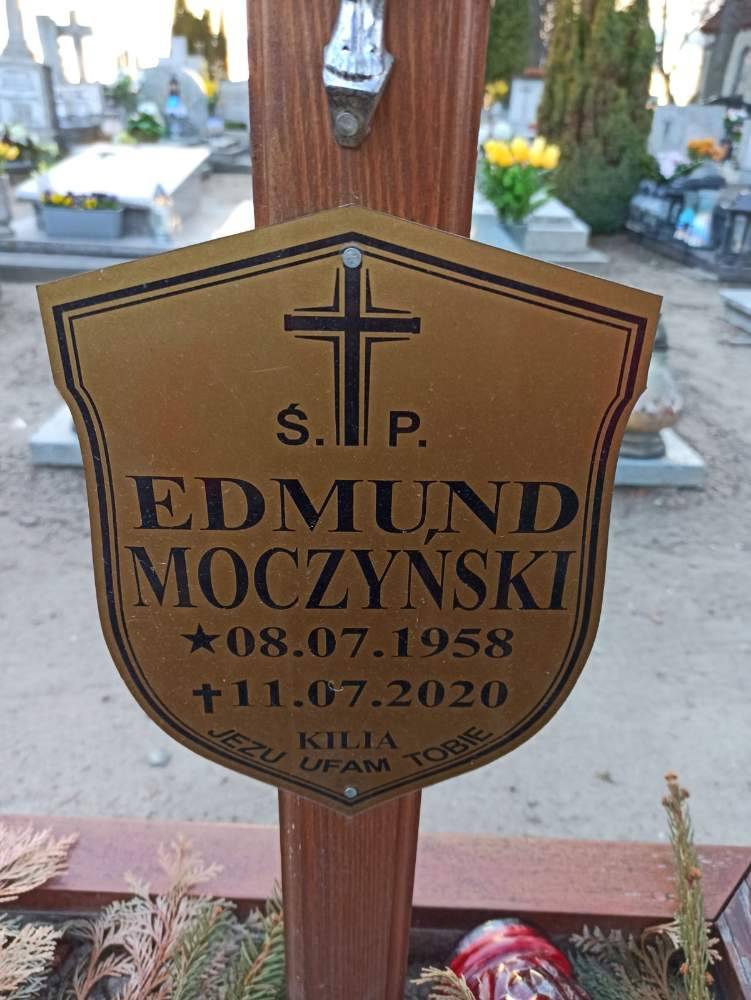 Ś. P.
EDMUND
MOCZYŃSKI
★08.07.1958
✝11.07.2020
KILIA
JEZU UFAM TOBIE